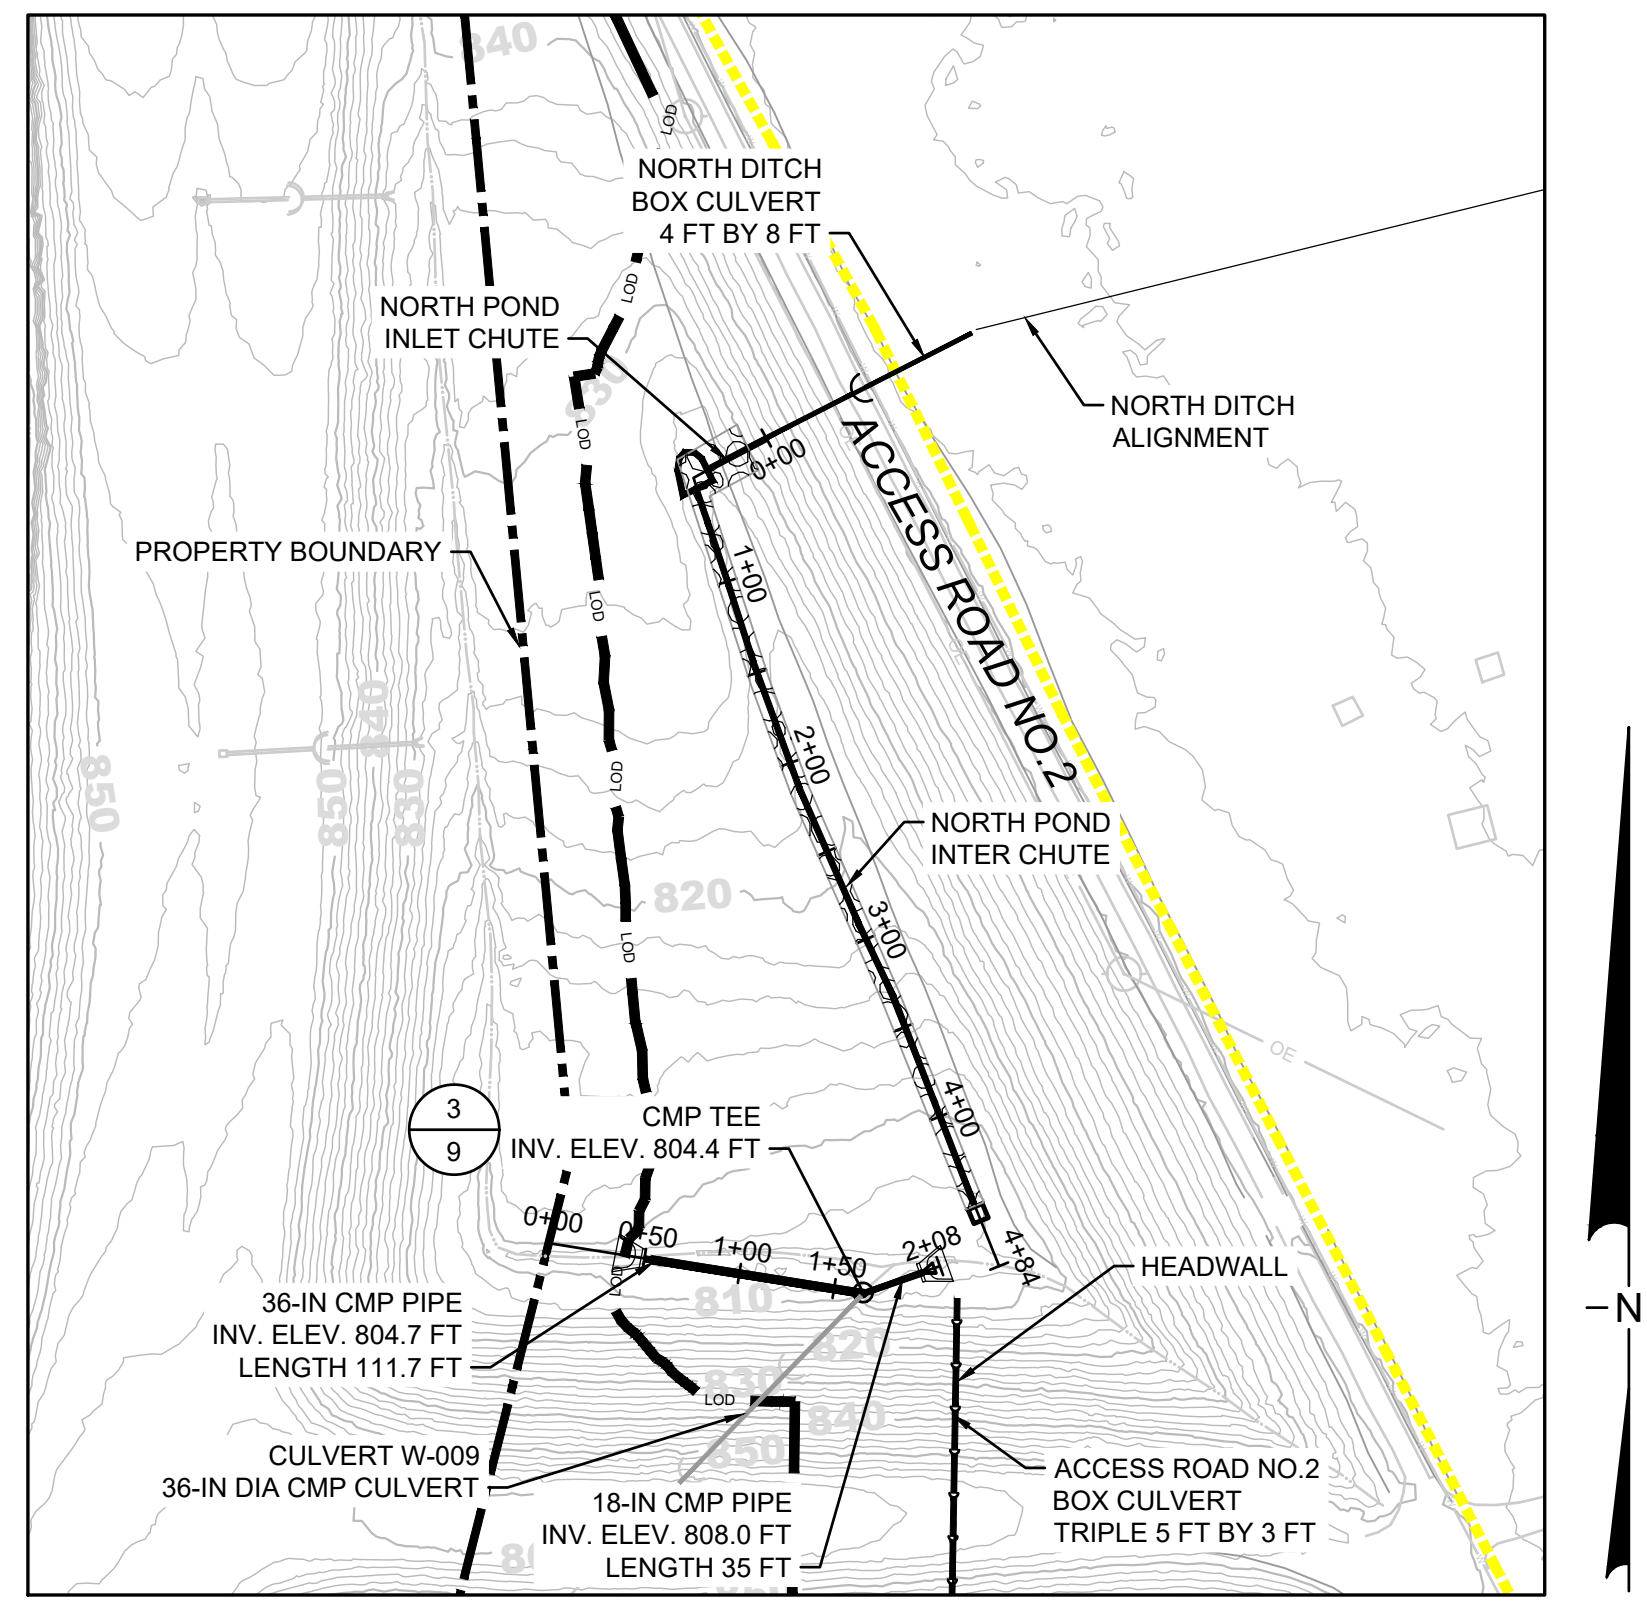 840
LOD
NORTH DITCH
BOX CULVERT
4 FT BY 8 FT
LOD
NORTH POND
INLET CHUTE
830
NORTH DITCH
ALIGNMENT
LOD
0+00
ACCESS ROAD NO.2
PROPERTY BOUNDARY
1+00
LOD
OE
840
850
850
830
2+00
LOD
NORTH POND
INTER CHUTE
820
3+00
LOD
OE
3
9
CMP TEE
INV. ELEV. 804.4 FT
4+00
0+00
0+50
1+00
1+50
2+08
4+84
HEADWALL
LOD
810
36-IN CMP PIPE
INV. ELEV. 804.7 FT
LENGTH 111.7 FT
N
820
830
LOD
840
850
CULVERT W-009
36-IN DIA CMP CULVERT
ACCESS ROAD NO.2
BOX CULVERT
TRIPLE 5 FT BY 3 FT
18-IN CMP PIPE
INV. ELEV. 808.0 FT
LENGTH 35 FT